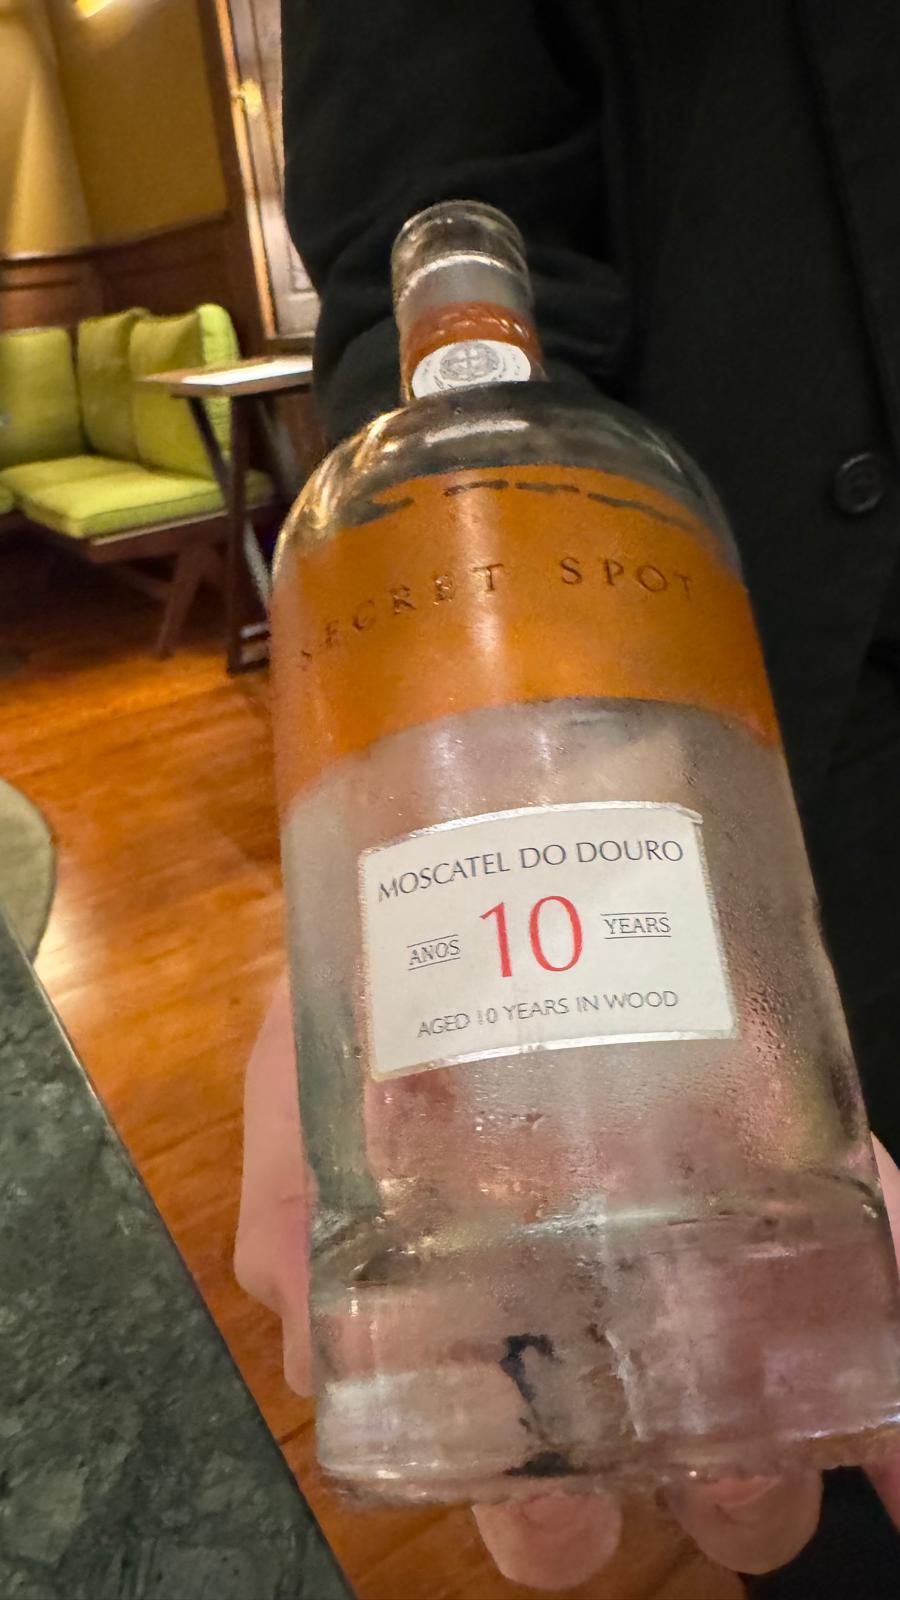 SECRET SPOT
MOSCATEL DO DOURO
ANOS 10 YEARS
AGED 10 YEARS IN WOOD